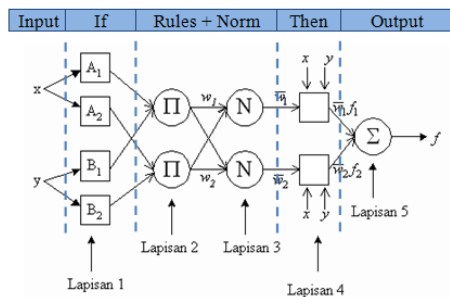 Input If Rules + Norm Then Output
x y
A₁
x
w₁ w̅₁ w̅₁f₁
A₂ Π N
Σ f
B₁ Π N
y
w₂ w̅₂ w̅₂f₂
B₂
x y
Lapisan 5
Lapisan 2 Lapisan 3
Lapisan 1 Lapisan 4